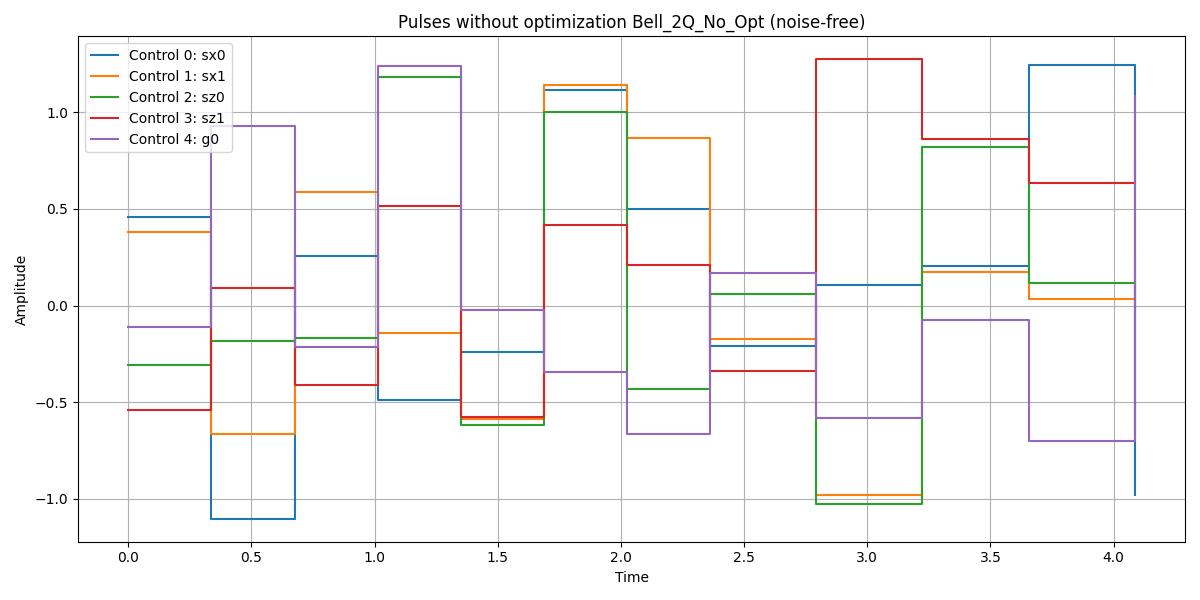 Pulses without optimization Bell_2Q_No_Opt (noise-free)
Control 0: sx0
Control 1: sx1
Control 2: sz0
Control 3: sz1
Control 4: g0
Amplitude
1.0
0.5
0.0
−0.5
−1.0
0.0 0.5 1.0 1.5 2.0 2.5 3.0 3.5 4.0
Time